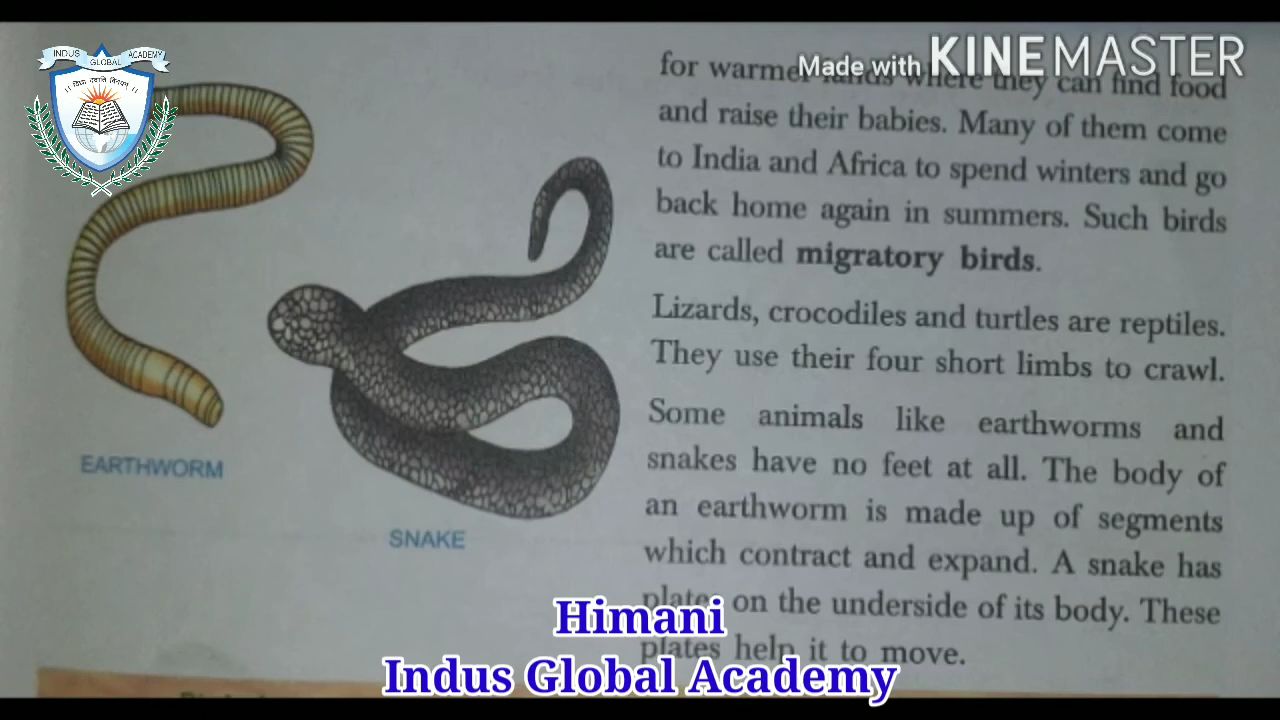 INDUS GLOBAL ACADEMY
Made with KINEMASTER
for warmer lands where they can find food
and raise their babies. Many of them come
to India and Africa to spend winters and go
back home again in summers. Such birds
are called migratory birds.
Lizards, crocodiles and turtles are reptiles.
They use their four short limbs to crawl.
Some animals like earthworms and
snakes have no feet at all. The body of
an earthworm is made up of segments
which contract and expand. A snake has
plates on the underside of its body. These
plates help it to move.
EARTHWORM
SNAKE
Himani
Indus Global Academy